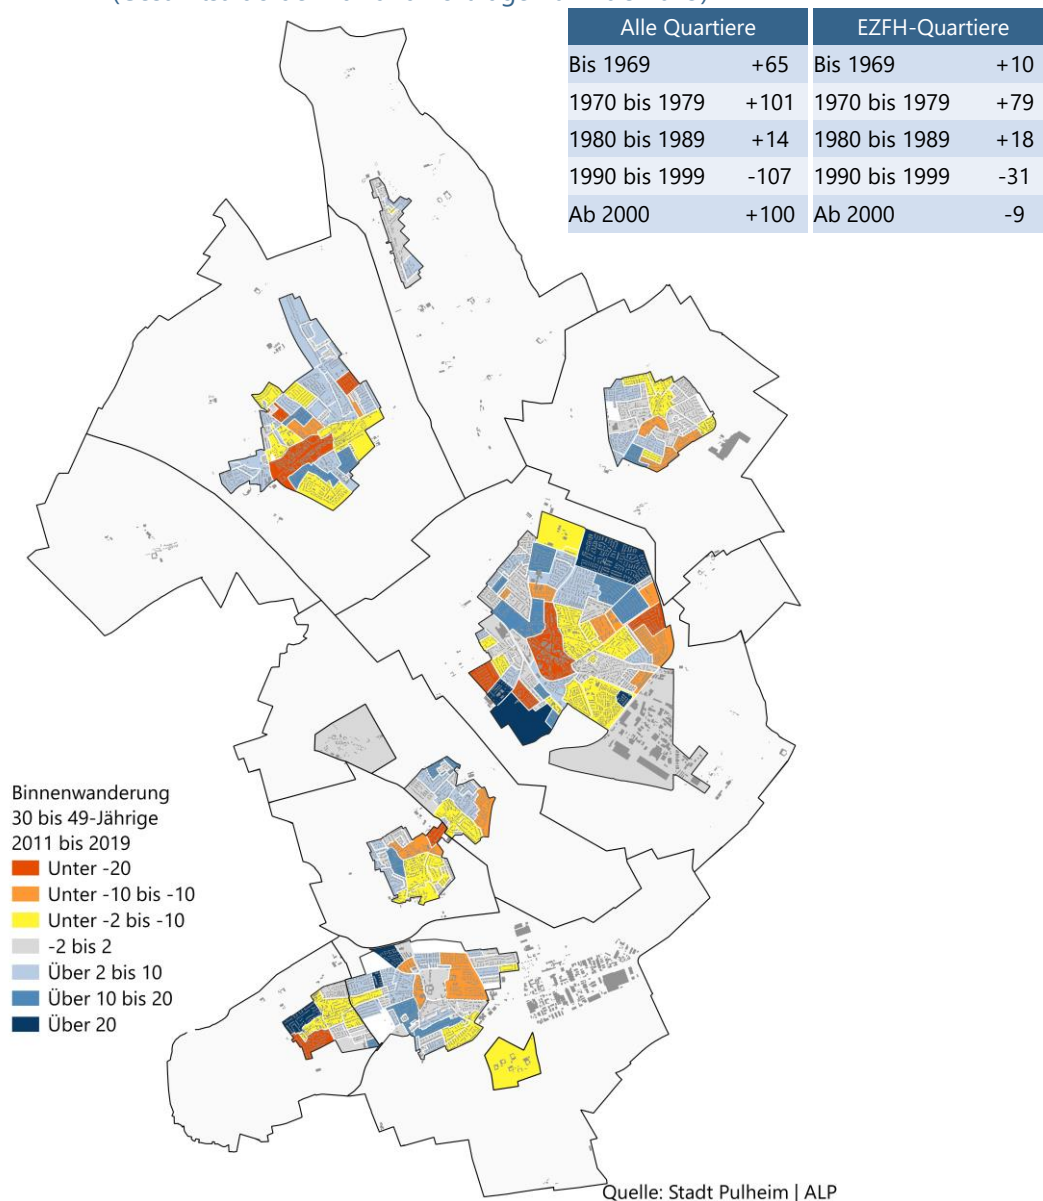 Alle Quartiere EZFH-Quartiere
Bis 1969 +65 Bis 1969 +10
1970 bis 1979 +101 1970 bis 1979 +79
1980 bis 1989 +14 1980 bis 1989 +18
1990 bis 1999 -107 1990 bis 1999 -31
Ab 2000 +100 Ab 2000 -9
Binnenwanderung
30 bis 49-Jährige
2011 bis 2019
Unter -20
Unter -10 bis -10
Unter -2 bis -10
-2 bis 2
Über 2 bis 10
Über 10 bis 20
Über 20
Quelle: Stadt Pulheim | ALP